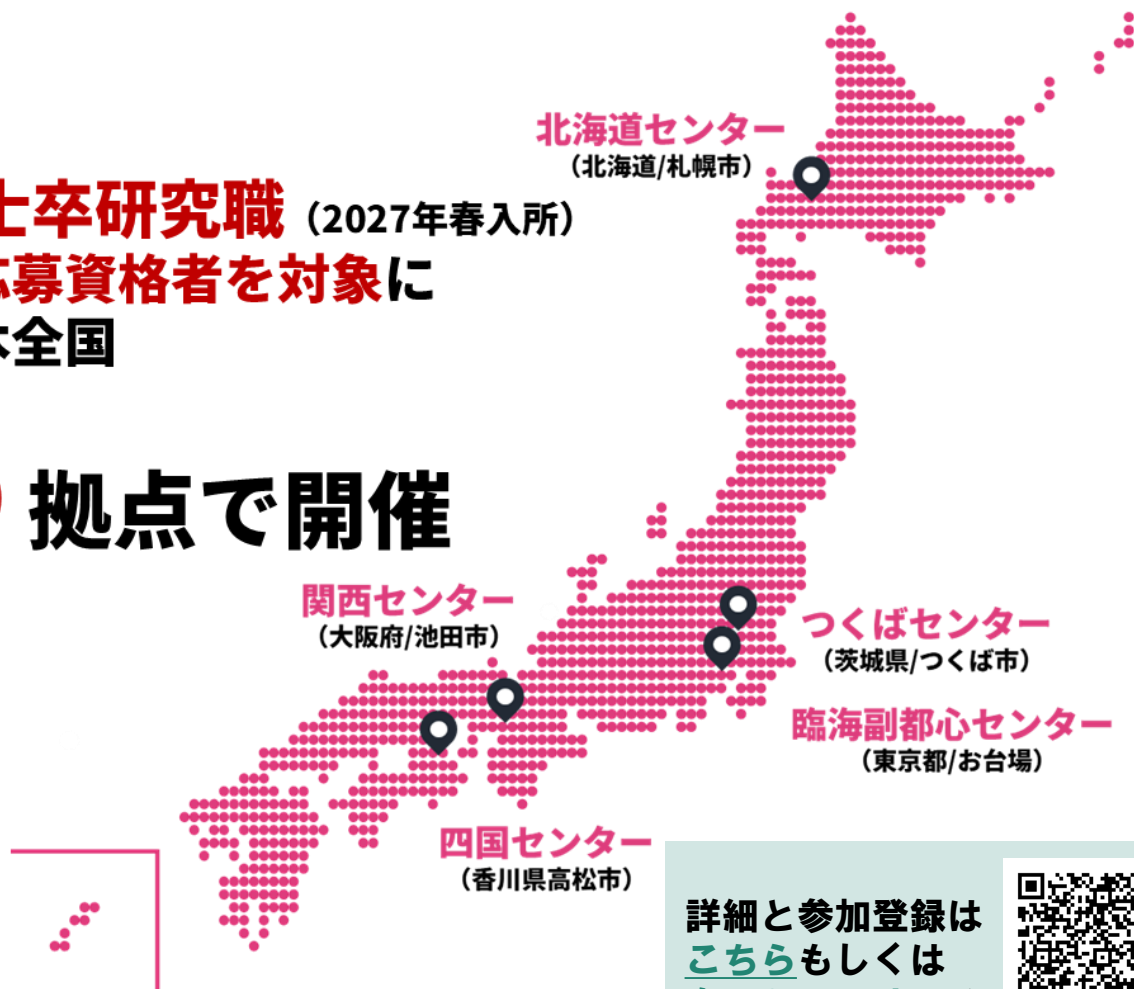 北海道センター
（北海道/札幌市）
士卒研究職（2027年春入所）
応募資格者を対象に
本全国
拠点で開催
関西センター
（大阪府/池田市）
つくばセンター
（茨城県/つくば市）
臨海副都心センター
（東京都/お台場）
四国センター
（香川県高松市）
詳細と参加登録は
こちらもしくは